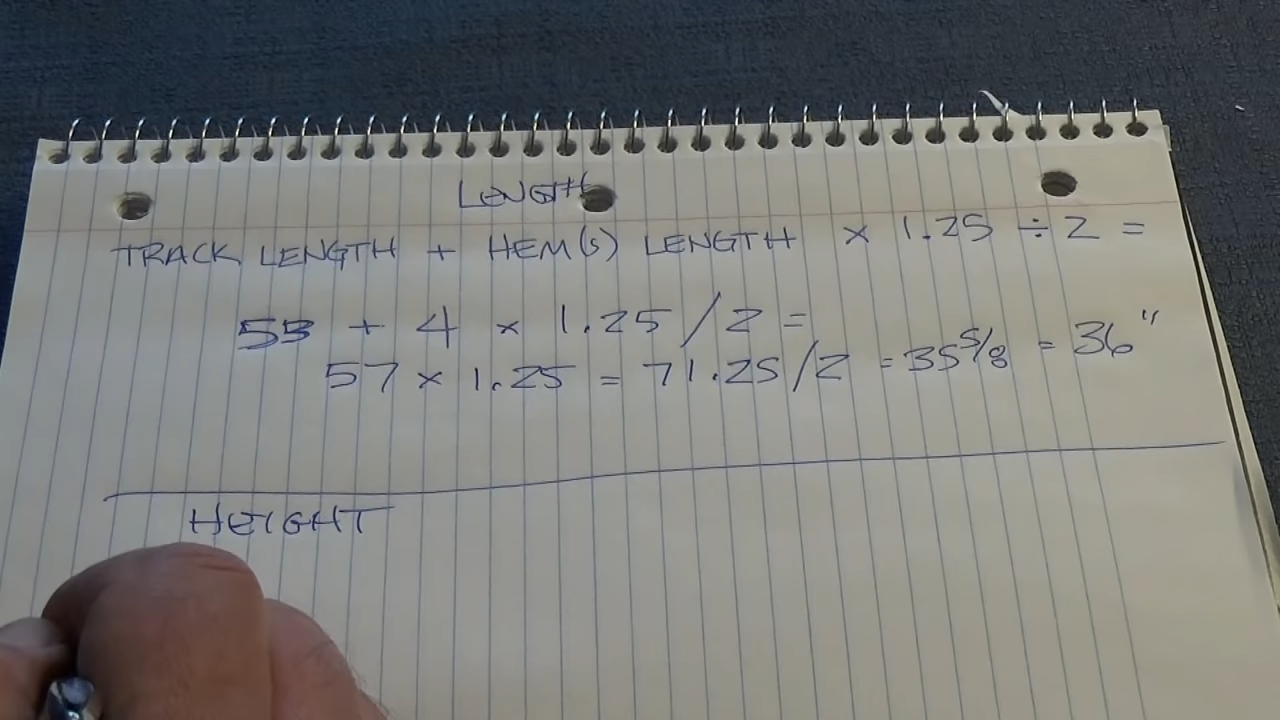 LENGTH
TRACK LENGTH + HEM(S) LENGTH × 1.25 ÷ 2 =
53 + 4 × 1.25 / 2 =
57 × 1.25 = 71.25 / 2 = 35 5/8 = 36"
HEIGHT